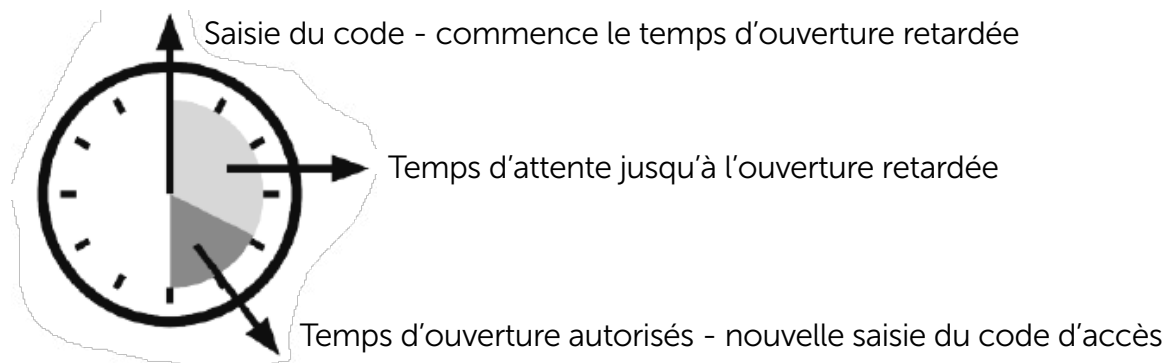 Saisie du code - commence le temps d’ouverture retardée
Temps d’attente jusqu’à l’ouverture retardée
Temps d’ouverture autorisés - nouvelle saisie du code d’accès